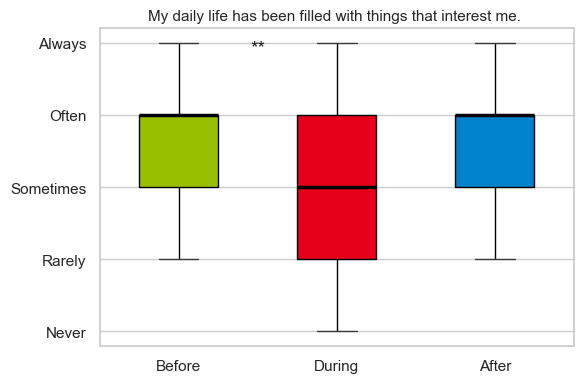 My daily life has been filled with things that interest me.
**
Always
Often
Sometimes
Rarely
Never
Before
During
After